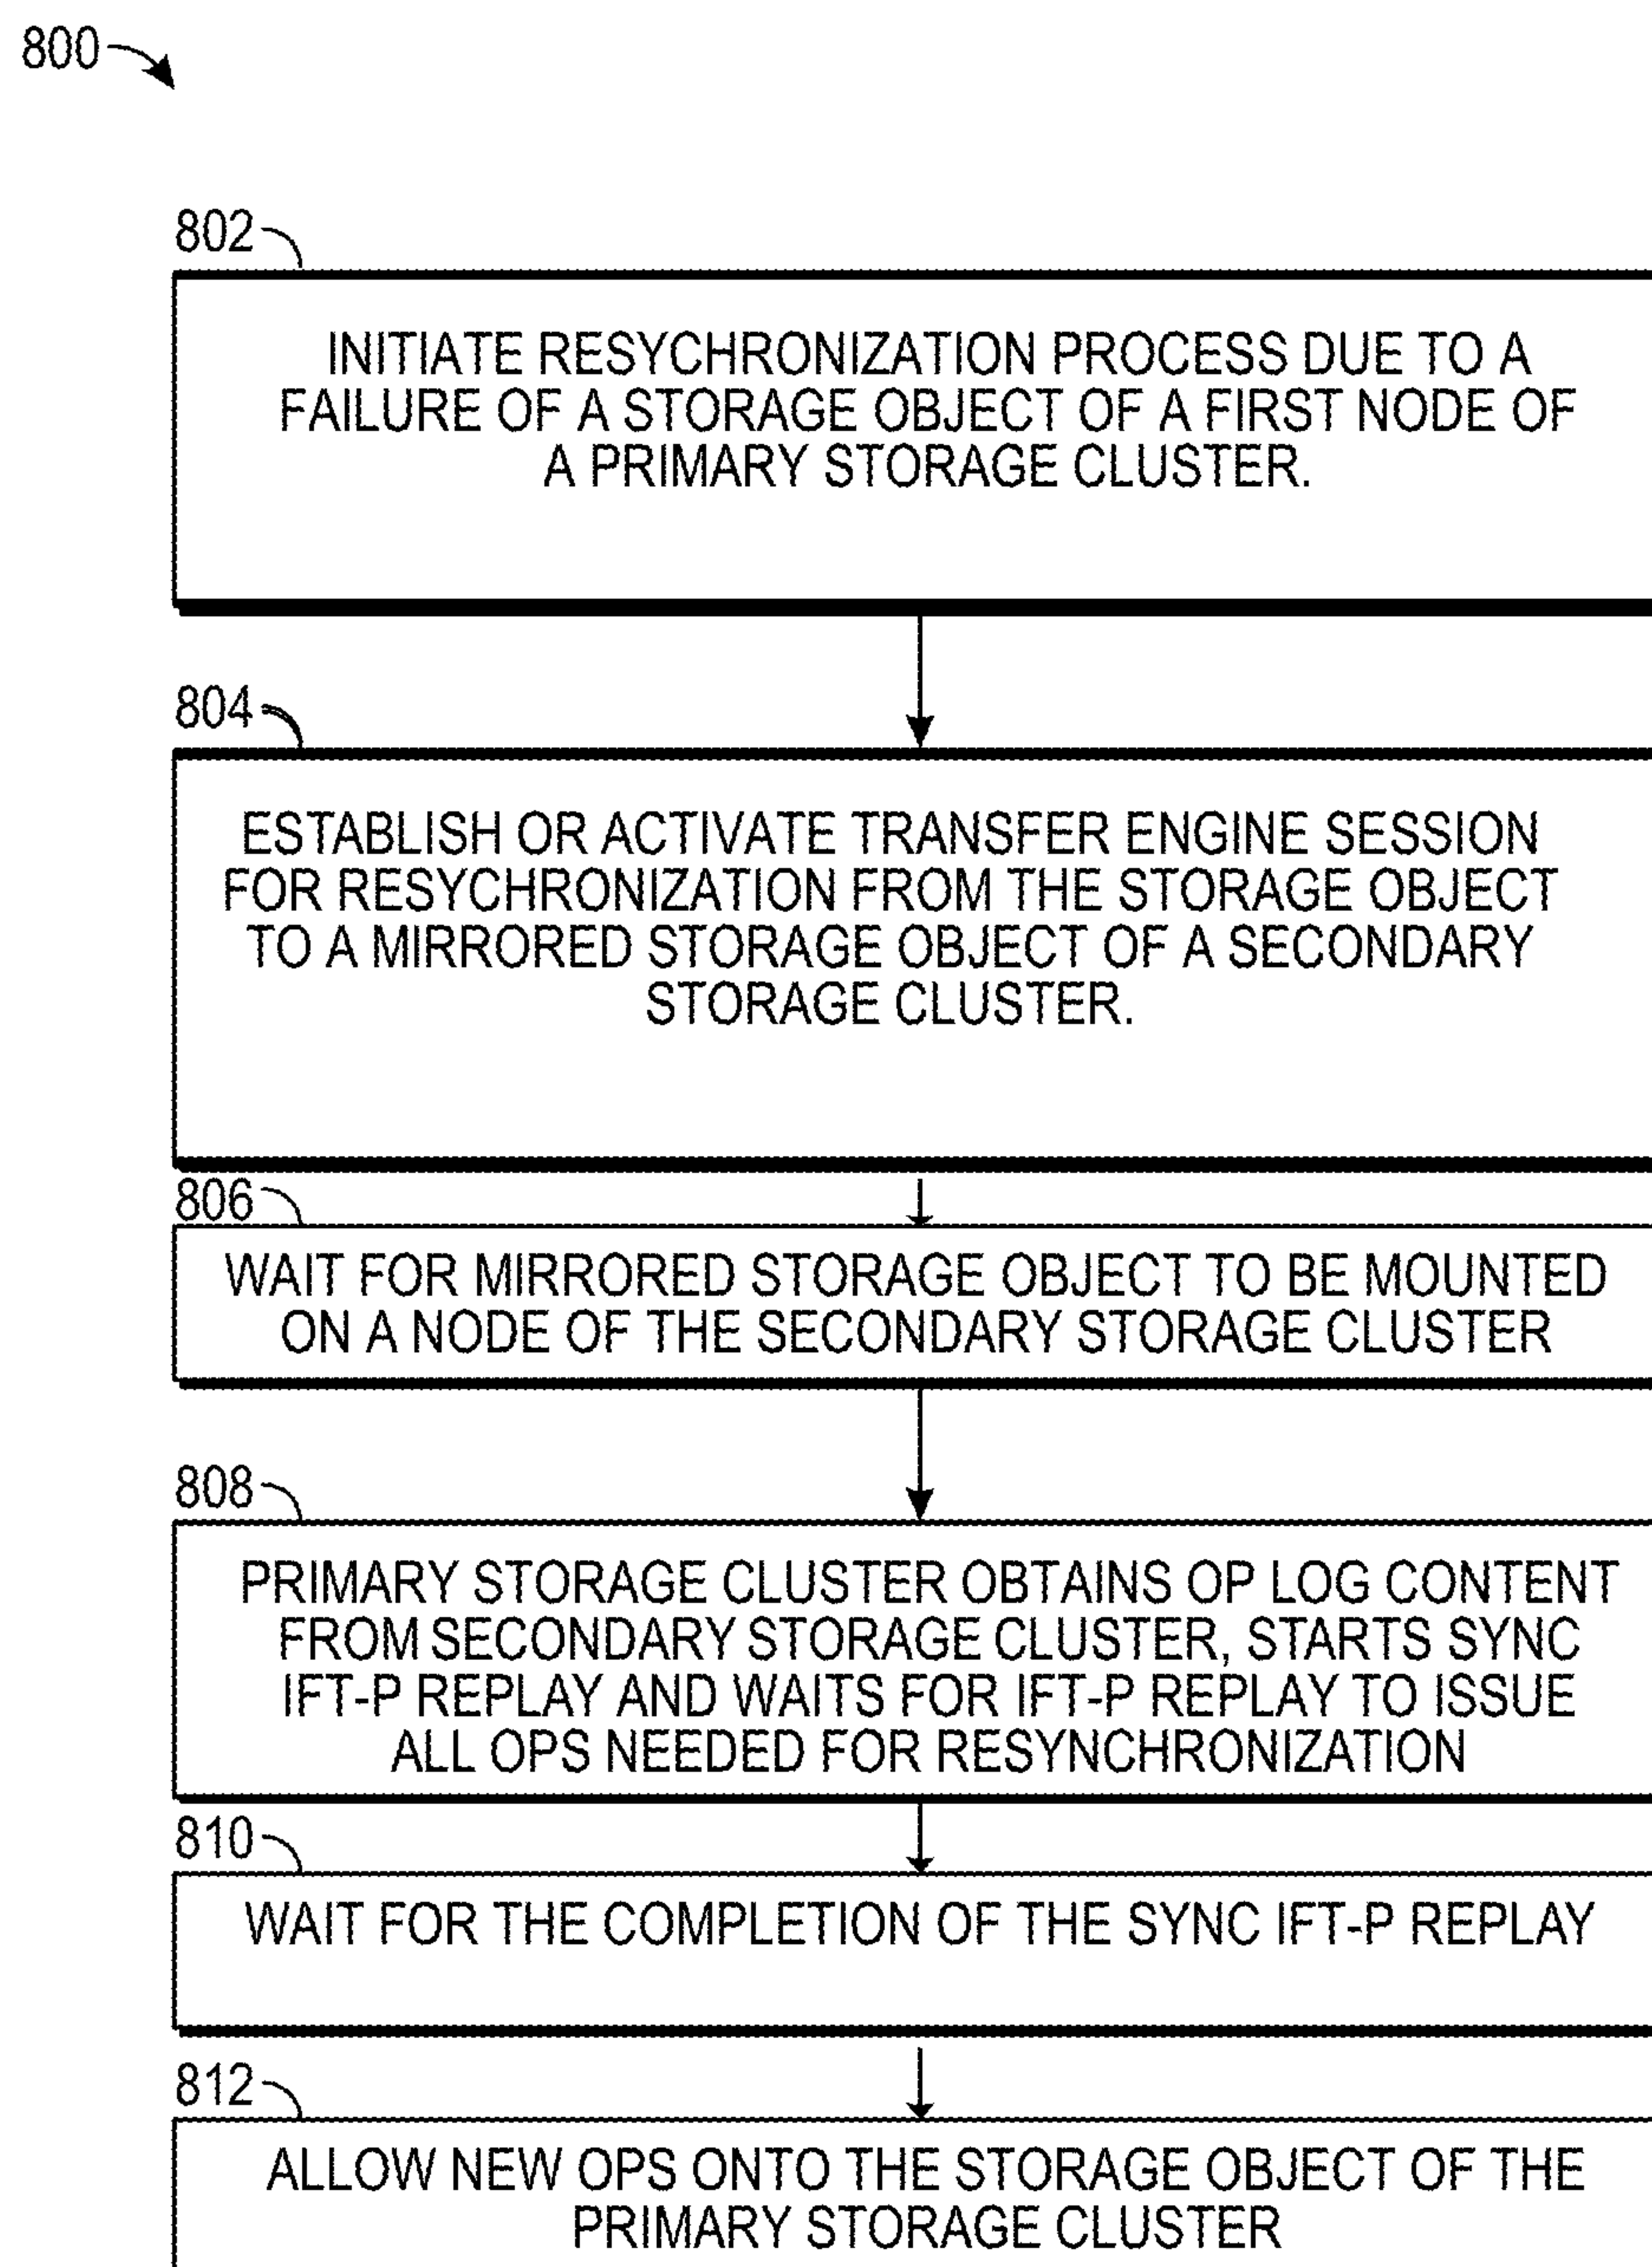 800
802
INITIATE RESYCHRONIZATION PROCESS DUE TO A
FAILURE OF A STORAGE OBJECT OF A FIRST NODE OF
A PRIMARY STORAGE CLUSTER.
804
ESTABLISH OR ACTIVATE TRANSFER ENGINE SESSION
FOR RESYCHRONIZATION FROM THE STORAGE OBJECT
TO A MIRRORED STORAGE OBJECT OF A SECONDARY
STORAGE CLUSTER.
806
WAIT FOR MIRRORED STORAGE OBJECT TO BE MOUNTED
ON A NODE OF THE SECONDARY STORAGE CLUSTER
808
PRIMARY STORAGE CLUSTER OBTAINS OP LOG CONTENT
FROM SECONDARY STORAGE CLUSTER, STARTS SYNC
IFT-P REPLAY AND WAITS FOR IFT-P REPLAY TO ISSUE
ALL OPS NEEDED FOR RESYNCHRONIZATION
810
WAIT FOR THE COMPLETION OF THE SYNC IFT-P REPLAY
812
ALLOW NEW OPS ONTO THE STORAGE OBJECT OF THE
PRIMARY STORAGE CLUSTER